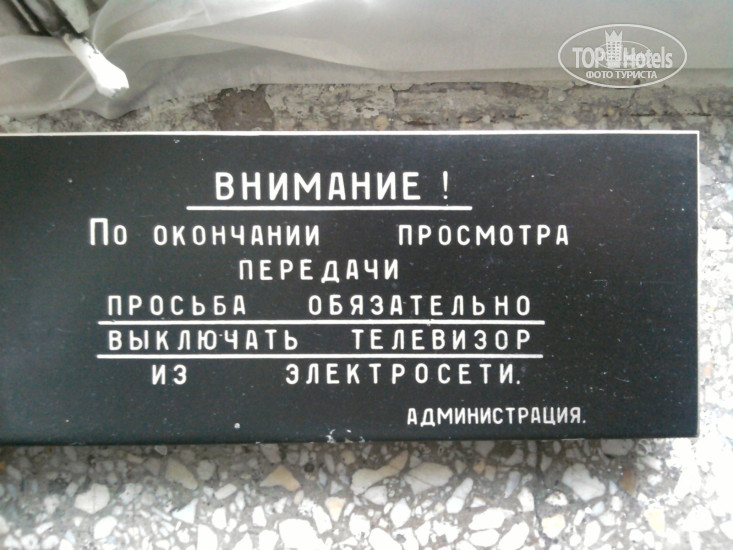 TOP Hotels
ФОТО ТУРИСТА
ВНИМАНИЕ !
По окончании просмотра
передачи
просьба обязательно
выключать телевизор
из электросети.
администрация.